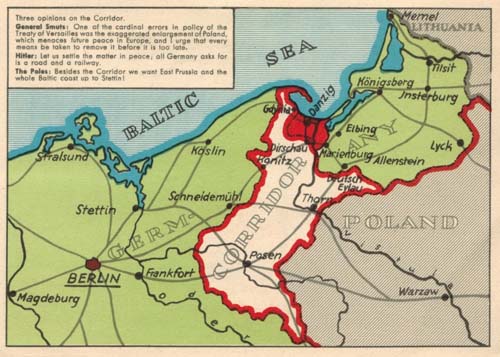 Three opinions on the Corridor.
General Smuts: One of the cardinal errors in policy of the
Treaty of Versailles was the exaggerated enlargement of Poland,
which menaces future peace in Europe, and I urge that every
means be taken to remove it before it is too late.
Hitler: Let us settle the matter in peace; all Germany asks for
is a road and a railway.
The Poles: Besides the Corridor we want East Prussia and the
whole Baltic coast up to Stettin!
Memel
LITHUANIA
BALTIC SEA
Tilsit
Königsberg
Jnsterburg
Gdynia
Danzig
Elbing
Stralsund
Köslin
Dirschau
Marienburg
Lyck
Konitz
Allenstein
Deutsch
Eylau
Schneidemühl
Stettin
Thorn
GERMANY
CORRIDOR
POLAND
Posen
BERLIN
Frankfort
Warzaw
Magdeburg
Oder